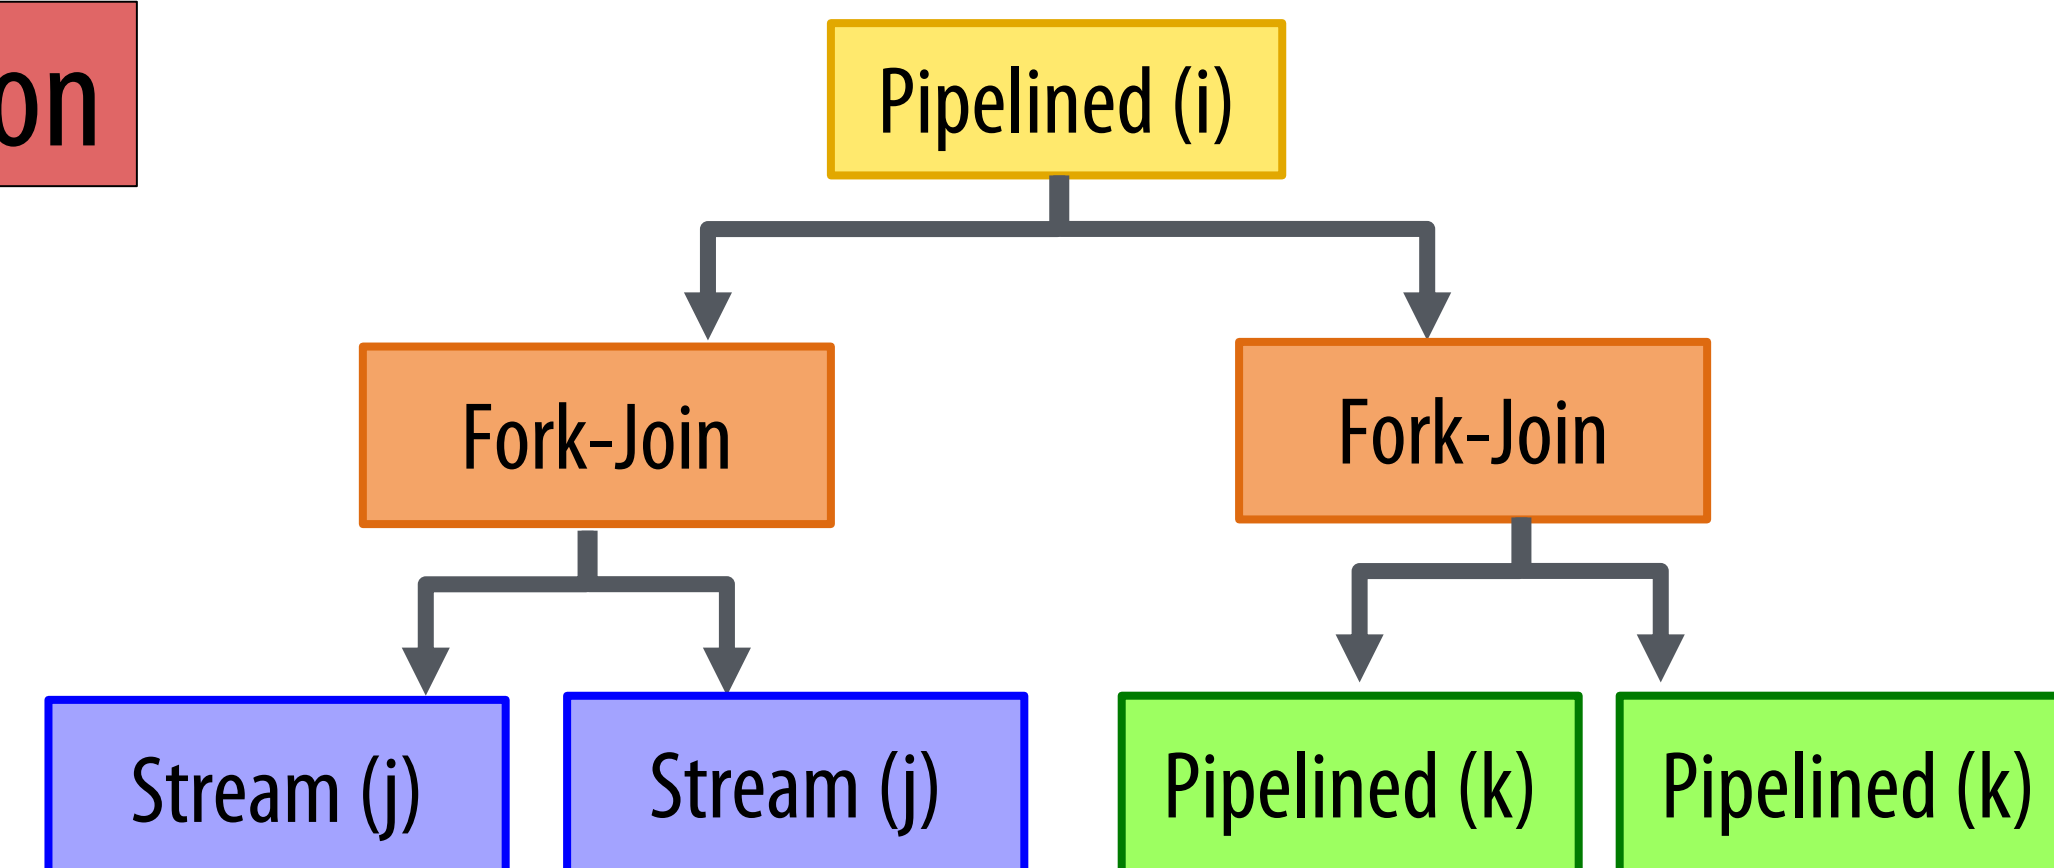 on
Pipelined (i)
Fork-Join
Fork-Join
Stream (j)
Stream (j)
Pipelined (k)
Pipelined (k)